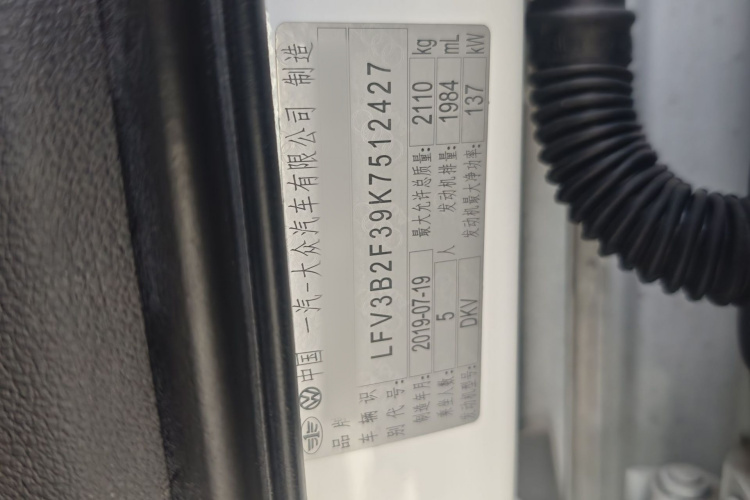 中国 一汽-大众汽车有限公司 制造
品牌
车辆识别代号: LFV3B2F39K7512427
制造年月: 2019-07-19 最大允许总质量: 2110 kg
乘坐人数: 5 人 发动机排量: 1984 mL
发动机型号: DKV 发动机最大净功率: 137 kW